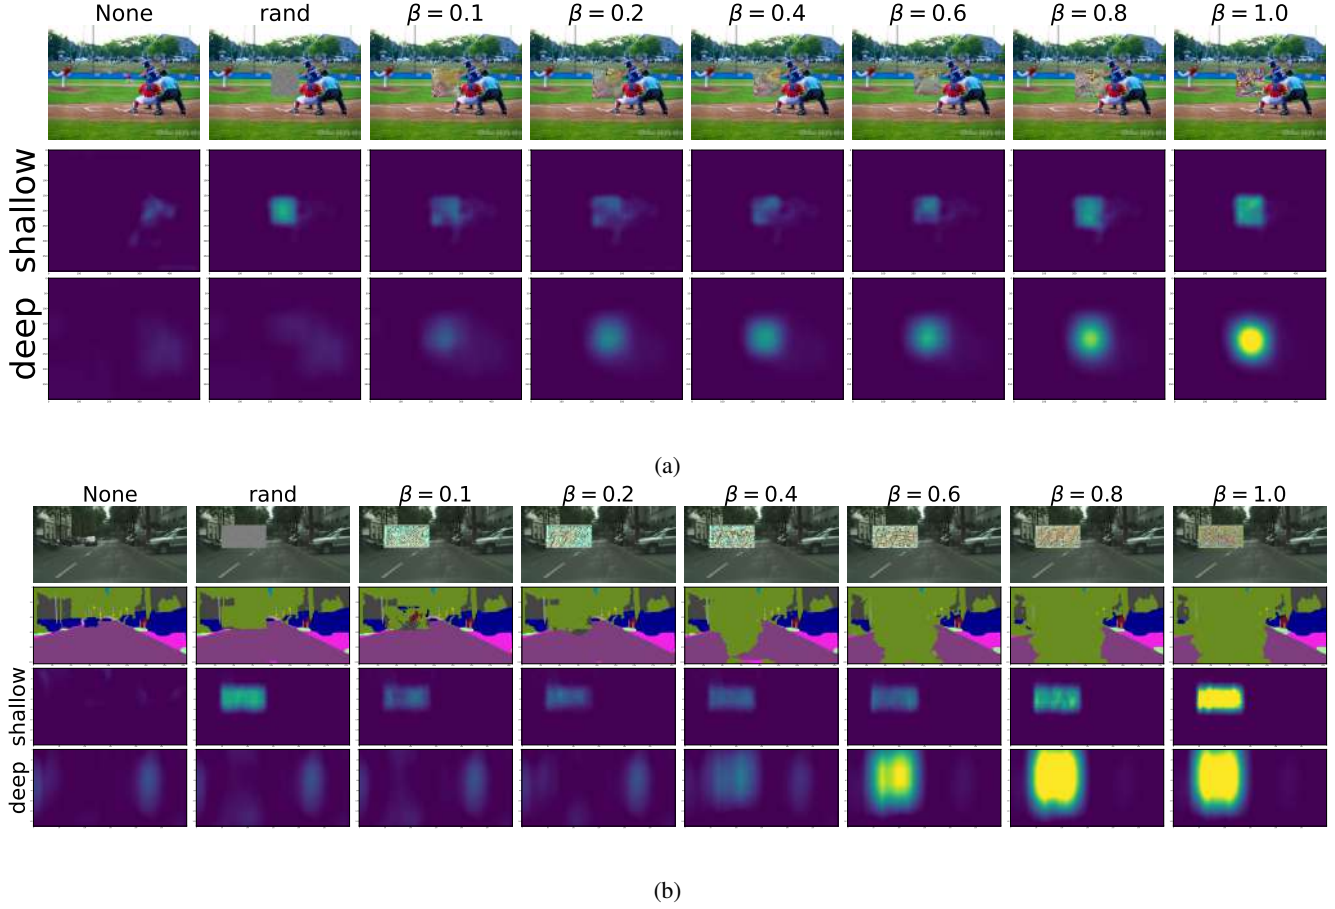 None rand β = 0.1 β = 0.2 β = 0.4 β = 0.6 β = 0.8 β = 1.0
shallow
deep
(a)
None rand β = 0.1 β = 0.2 β = 0.4 β = 0.6 β = 0.8 β = 1.0
shallow
deep
(b)